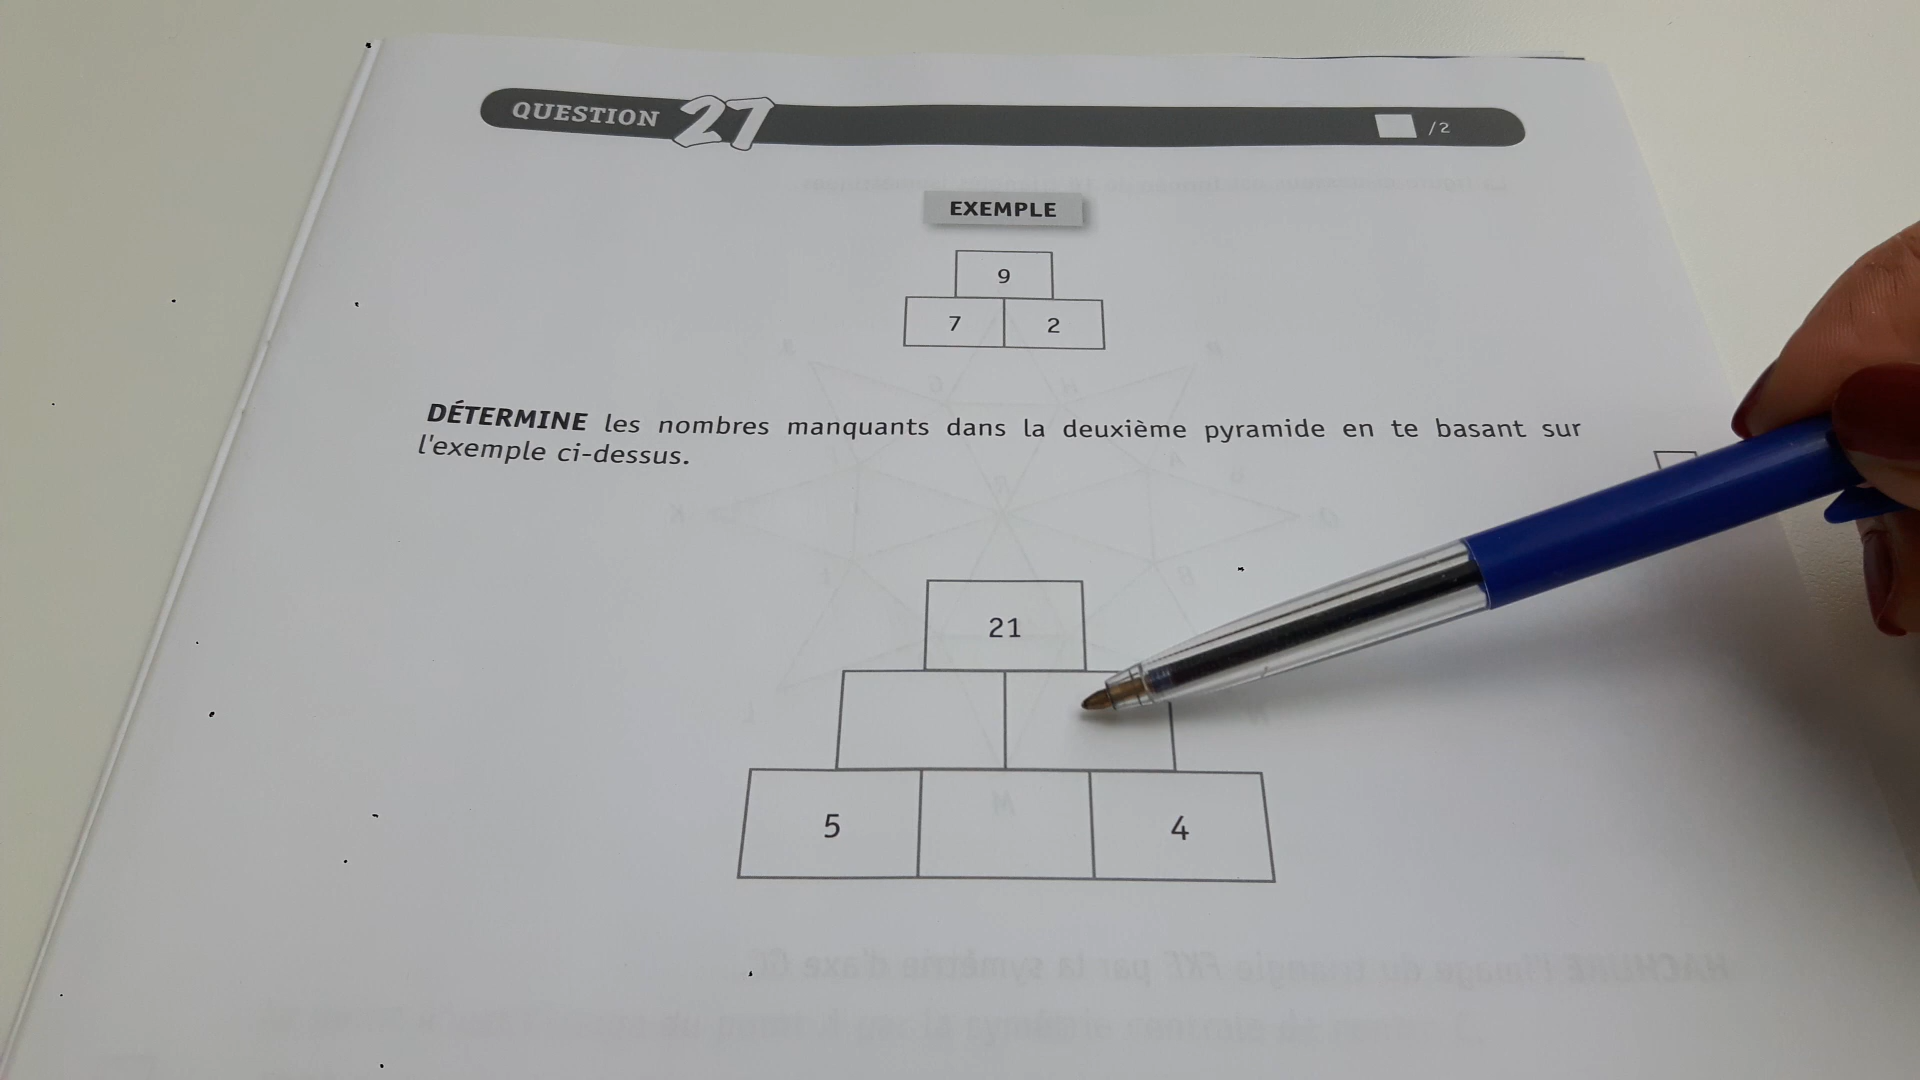 QUESTION 27 /2
EXEMPLE
9
7 2
DÉTERMINE les nombres manquants dans la deuxième pyramide en te basant sur
l'exemple ci-dessus.
21
5 4